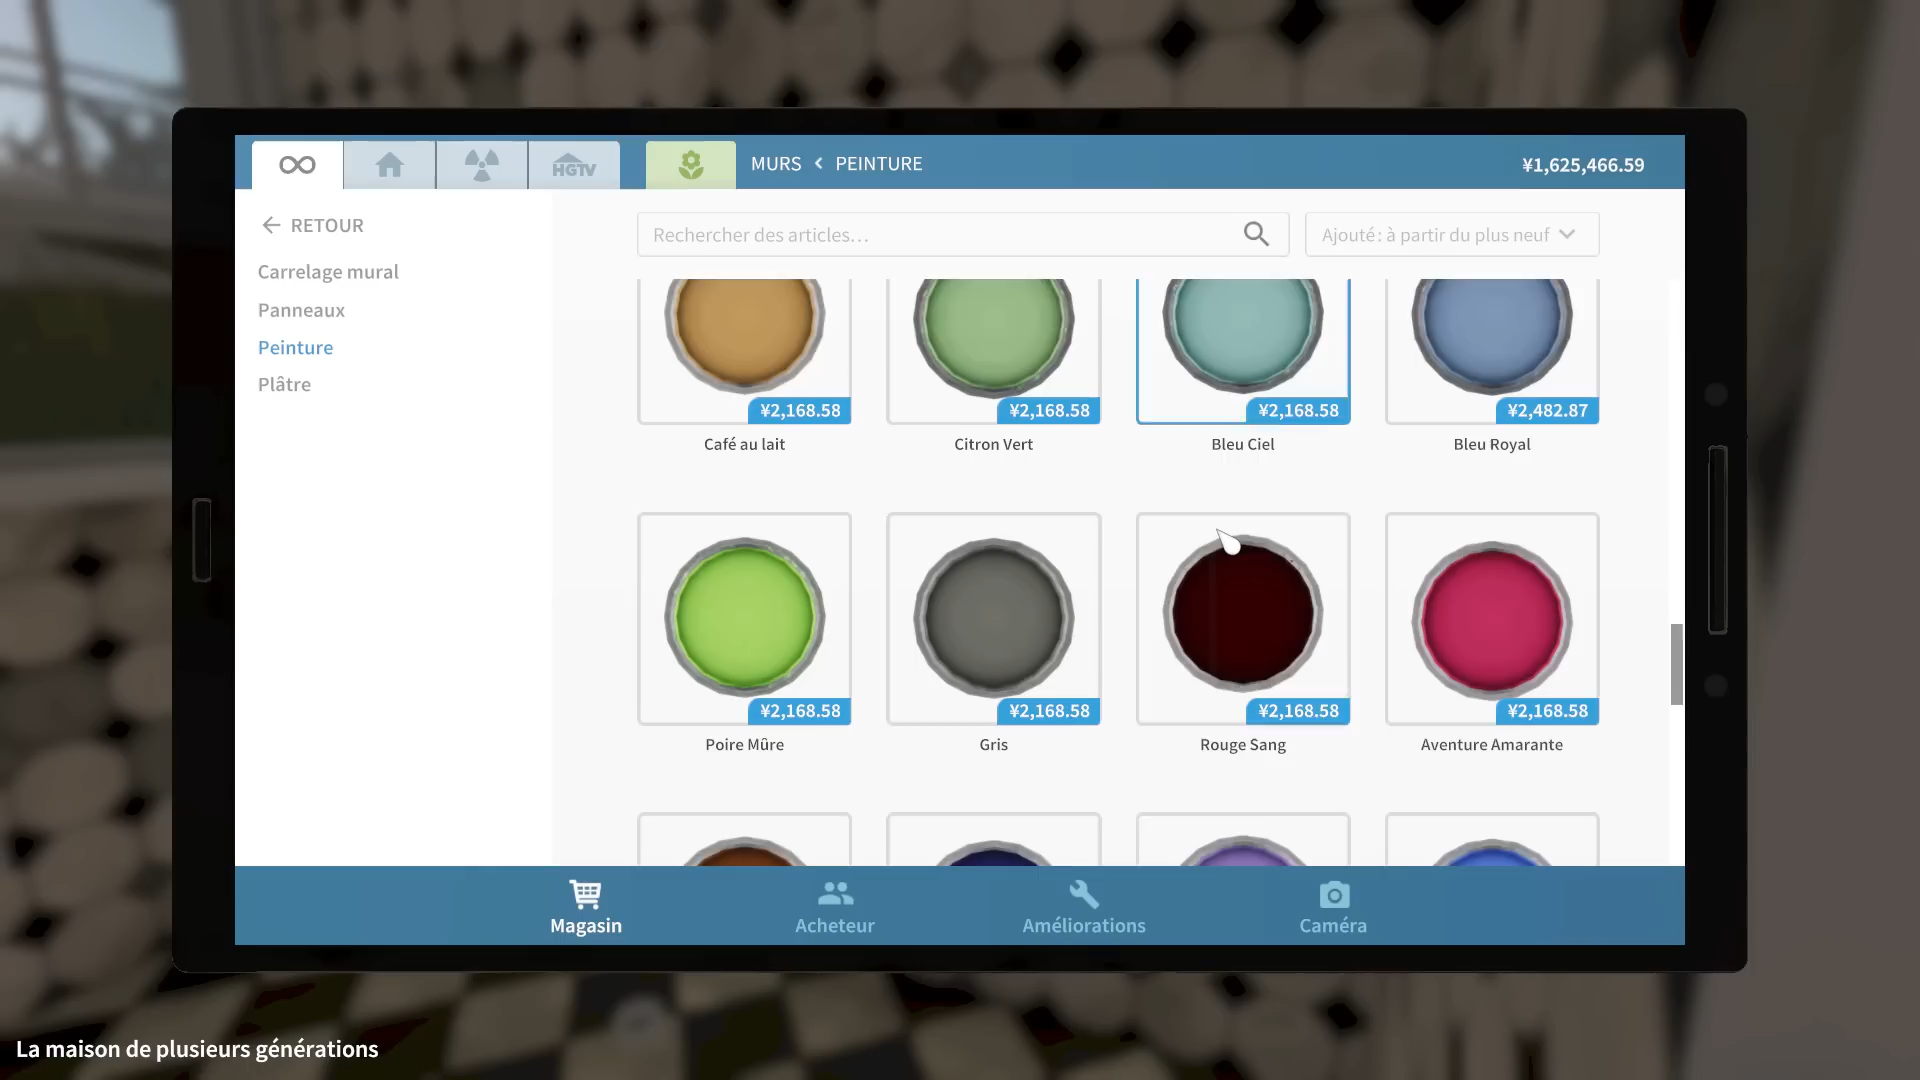 HGTV
MURS < PEINTURE
¥1,625,466.59
RETOUR
Carrelage mural
Panneaux
Peinture
Plâtre
Rechercher des articles...
Ajouté : à partir du plus neuf
¥2,168.58
¥2,168.58
¥2,168.58
¥2,482.87
Café au lait
Citron Vert
Bleu Ciel
Bleu Royal
¥2,168.58
¥2,168.58
¥2,168.58
¥2,168.58
Poire Mûre
Gris
Rouge Sang
Aventure Amarante
Magasin
Acheteur
Améliorations
Caméra
La maison de plusieurs générations